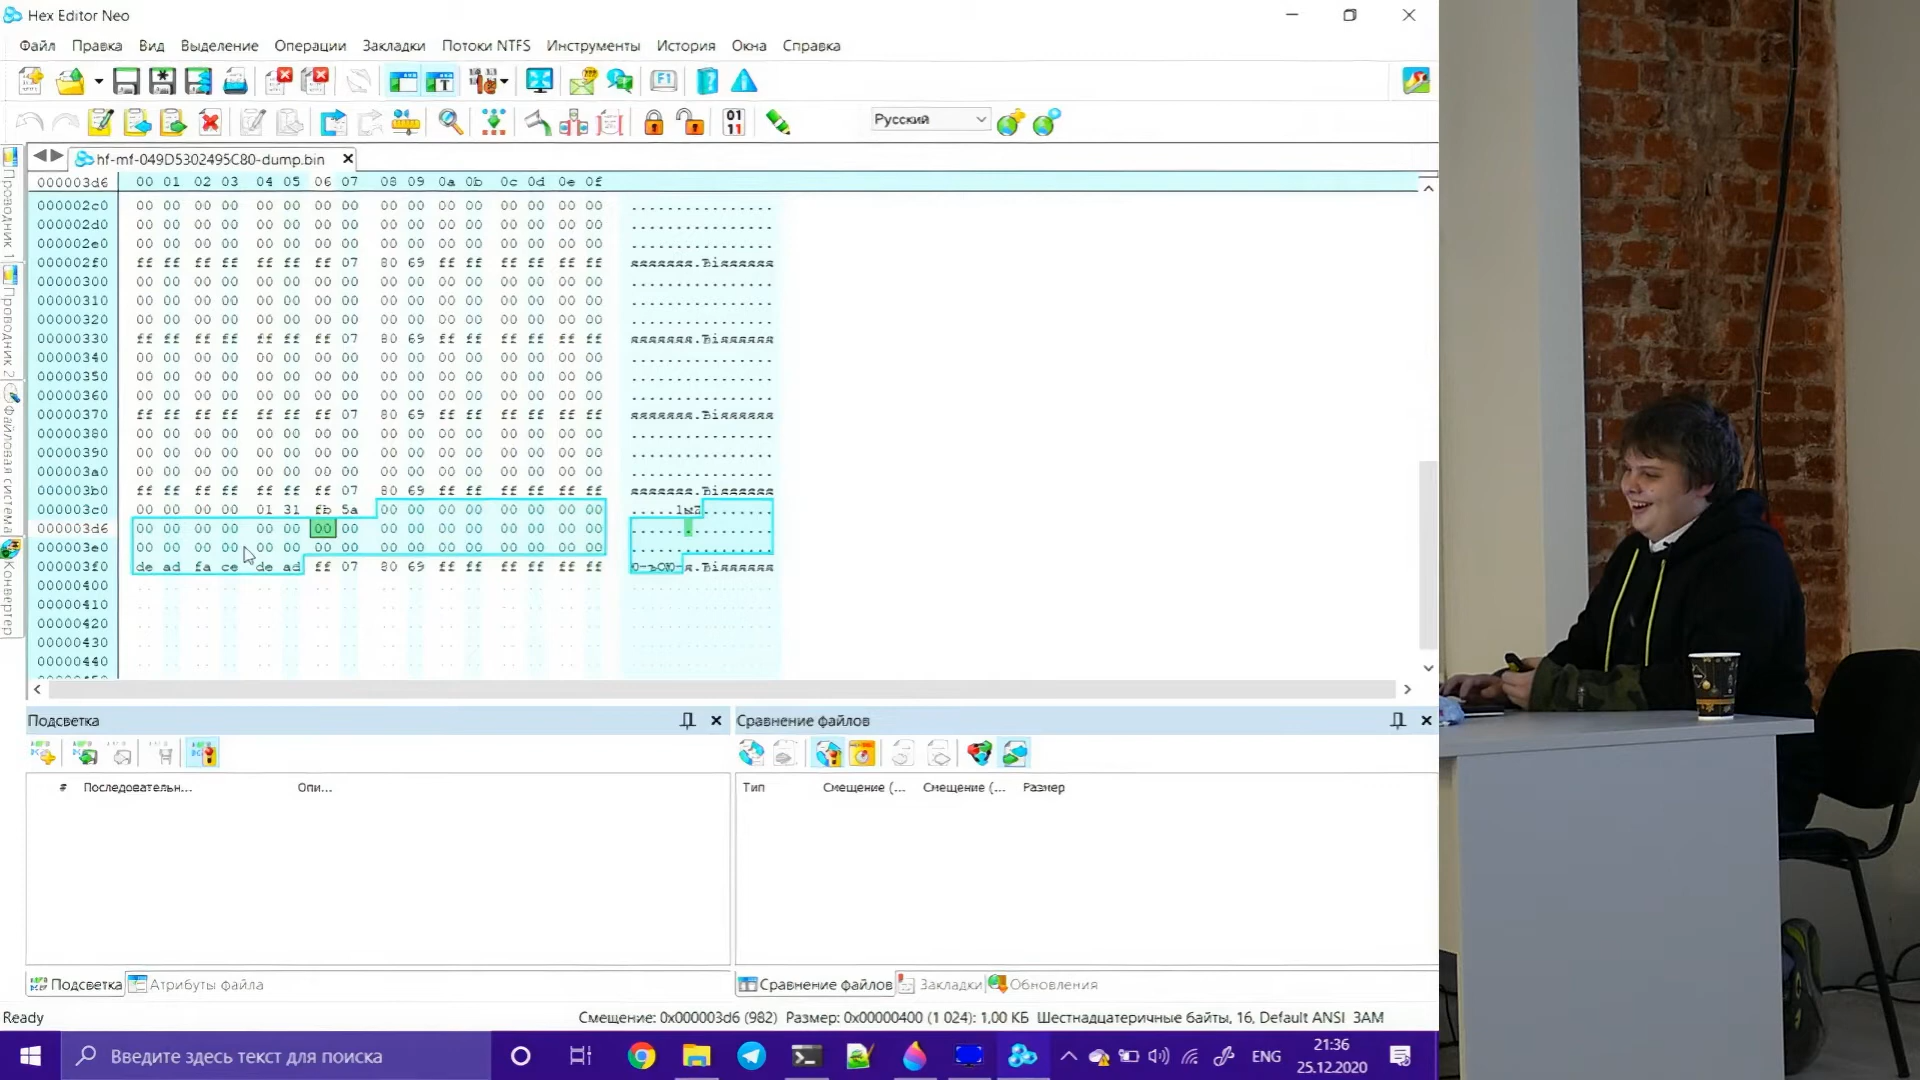 Hex Editor Neo
Файл Правка Вид Выделение Операции Закладки Потоки NTFS Инструменты История Окна Справка
Русский
hf-mf-049D5302495C80-dump.bin
000003d6 00 01 02 03 04 05 06 07 08 09 0a 0b 0c 0d 0e 0f
000002c0 00 00 00 00 00 00 00 00 00 00 00 00 00 00 00 00 ................
000002d0 00 00 00 00 00 00 00 00 00 00 00 00 00 00 00 00 ................
000002e0 00 00 00 00 00 00 00 00 00 00 00 00 00 00 00 00 ................
000002f0 ff ff ff ff ff ff ff 07 80 69 ff ff ff ff ff ff яяяяяяя.Ђiяяяяяя
00000300 00 00 00 00 00 00 00 00 00 00 00 00 00 00 00 00 ................
00000310 00 00 00 00 00 00 00 00 00 00 00 00 00 00 00 00 ................
00000320 00 00 00 00 00 00 00 00 00 00 00 00 00 00 00 00 ................
00000330 ff ff ff ff ff ff ff 07 80 69 ff ff ff ff ff ff яяяяяяя.Ђiяяяяяя
00000340 00 00 00 00 00 00 00 00 00 00 00 00 00 00 00 00 ................
00000350 00 00 00 00 00 00 00 00 00 00 00 00 00 00 00 00 ................
00000360 00 00 00 00 00 00 00 00 00 00 00 00 00 00 00 00 ................
00000370 ff ff ff ff ff ff ff 07 80 69 ff ff ff ff ff ff яяяяяяя.Ђiяяяяяя
00000380 00 00 00 00 00 00 00 00 00 00 00 00 00 00 00 00 ................
00000390 00 00 00 00 00 00 00 00 00 00 00 00 00 00 00 00 ................
000003a0 00 00 00 00 00 00 00 00 00 00 00 00 00 00 00 00 ................
000003b0 ff ff ff ff ff ff ff 07 80 69 ff ff ff ff ff ff яяяяяяя.Ђiяяяяяя
000003c0 00 00 00 00 01 31 fb 5a 00 00 00 00 00 00 00 00 .....1ыZ........
000003d6 00 00 00 00 00 00 00 00 00 00 00 00 00 00 00 00 ................
000003e0 00 00 00 00 00 00 00 00 00 00 00 00 00 00 00 00 ................
000003f0 de ad fa ce de ad ff 07 80 69 ff ff ff ff ff ff Ю-ъОЮ-я.Ђiяяяяяя
00000400
00000410
00000420
00000430
00000440
Проводник 1
Проводник 2
Файловая система
Конвертер
Подсветка
# Последовательн... Опи...
Подсветка Атрибуты файла
Сравнение файлов
Тип Смещение (... Смещение (... Размер
Сравнение файлов Закладки Обновления
Ready Смещение: 0x000003d6 (982) Размер: 0x00000400 (1 024): 1,00 КБ Шестнадцатеричные байты, 16, Default ANSI ЗАМ
Введите здесь текст для поиска
ENG
21:36
25.12.2020